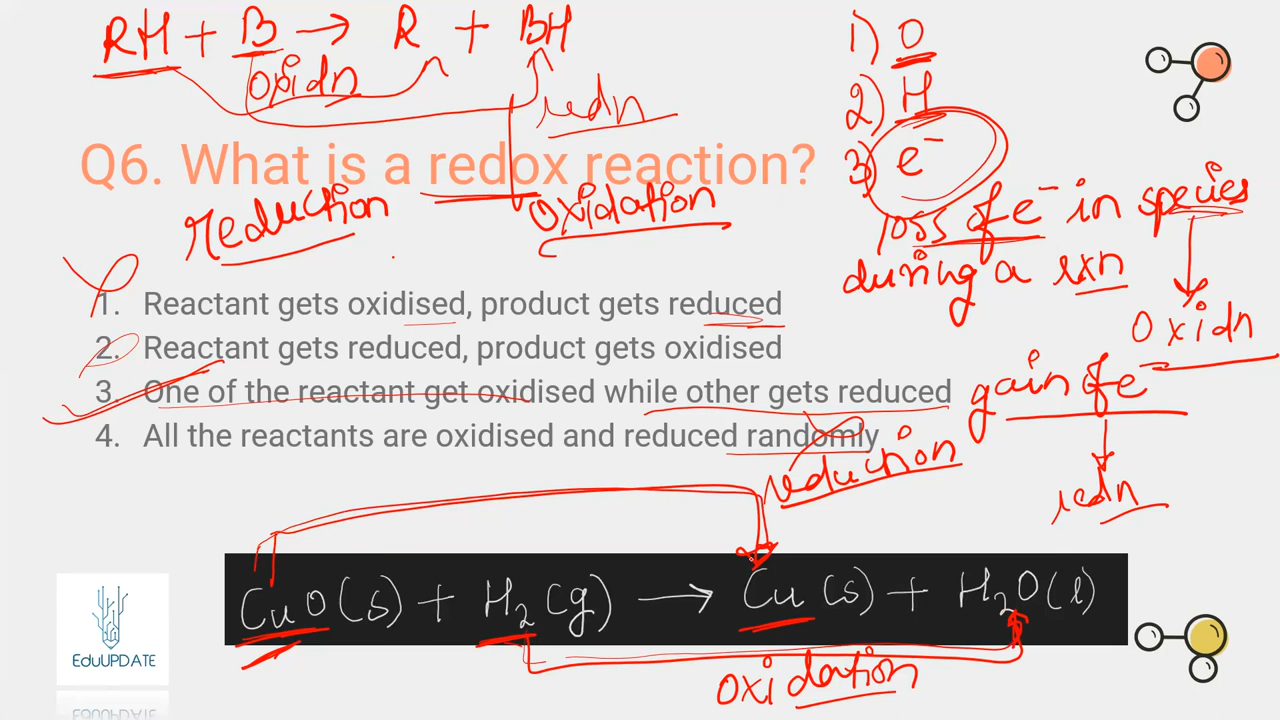 RH + B → R + BH
oxidn
redn
1) O
2) H
3) e⁻
Q6. What is a redox reaction?
reduction
oxidation
loss of e⁻ in species
during a rxn
oxidn
gain of e⁻
redn
1. Reactant gets oxidised, product gets reduced
2. Reactant gets reduced, product gets oxidised
3. One of the reactant get oxidised while other gets reduced
4. All the reactants are oxidised and reduced randomly
reduction
CuO(s) + H₂(g) → Cu(s) + H₂O(l)
oxidation
EduUPDATE